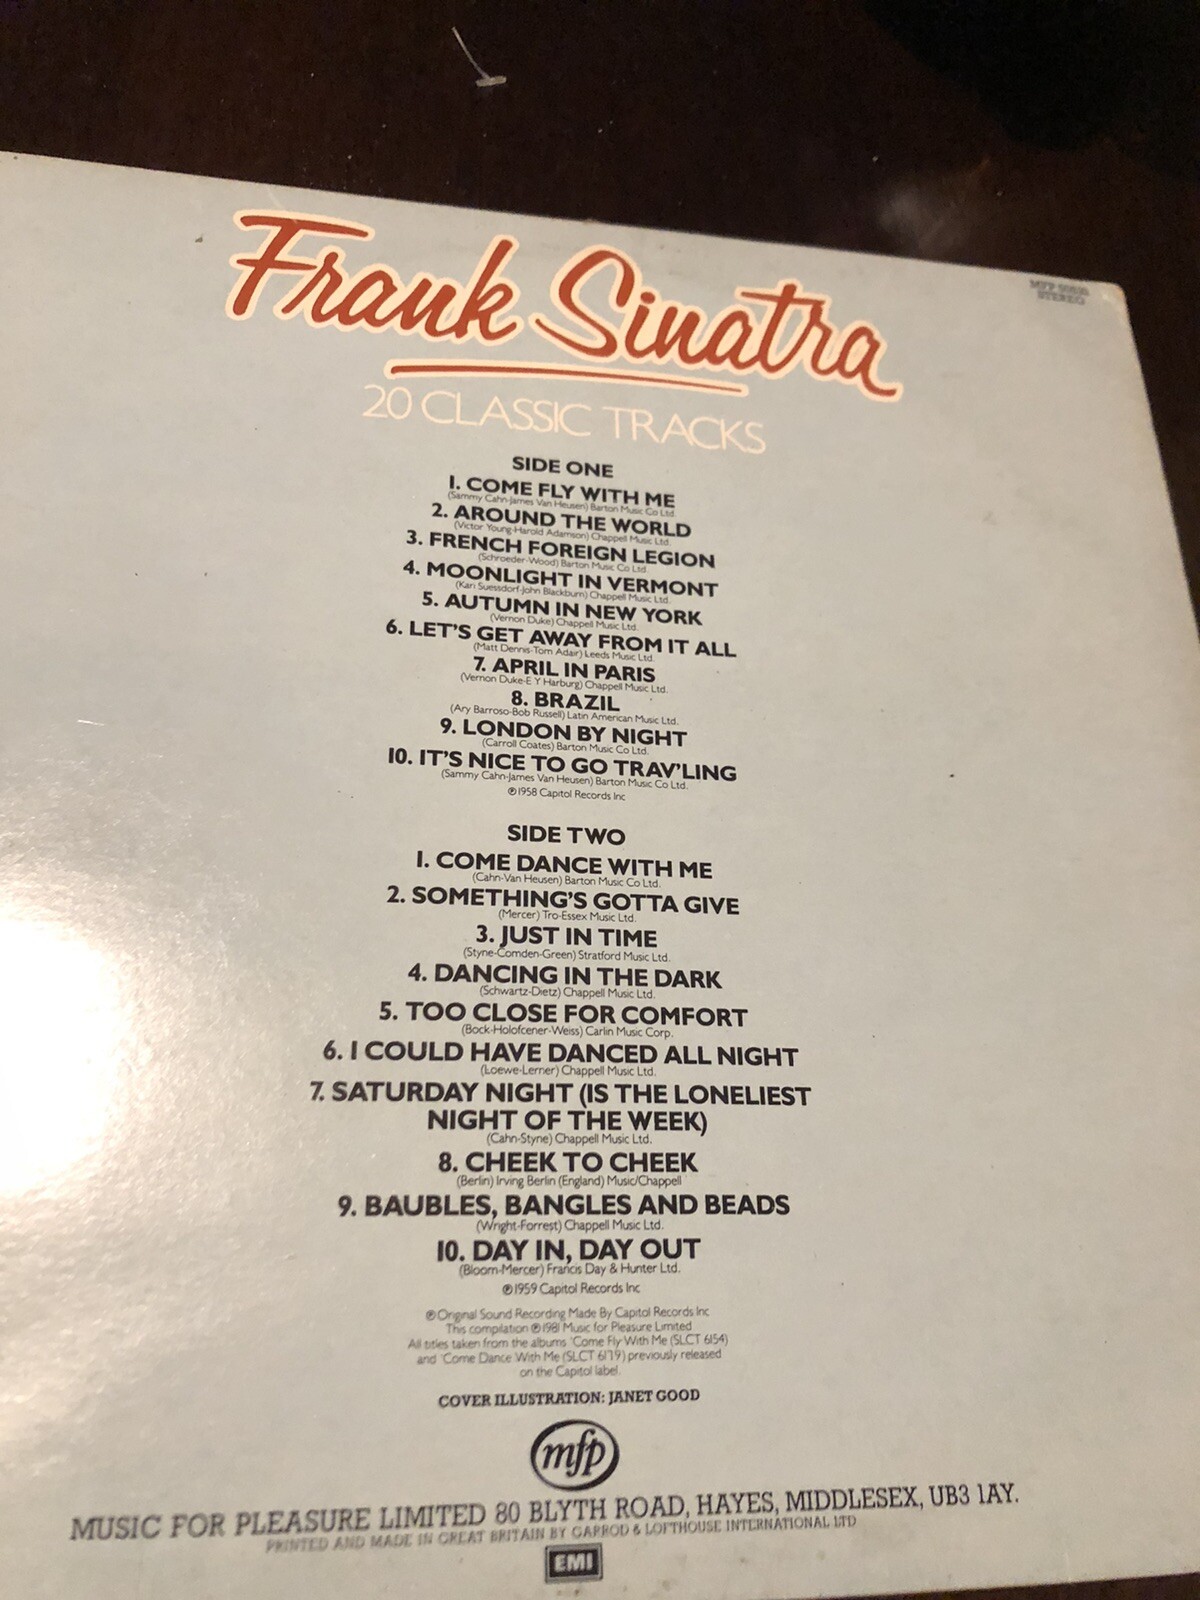 Frank Sinatra
STEREO
20 CLASSIC TRACKS
SIDE ONE
1. COME FLY WITH ME
(Sammy Cahn-James Van Heusen) Barton Music Co Ltd.
2. AROUND THE WORLD
(Victor Young-Harold Adamson) Chappell Music Ltd.
3. FRENCH FOREIGN LEGION
(Schroeder-Wood) Barton Music Co Ltd.
4. MOONLIGHT IN VERMONT
(Karl Suessdorf-John Blackburn) Chappell Music Ltd.
5. AUTUMN IN NEW YORK
(Vernon Duke) Chappell Music Ltd.
6. LET'S GET AWAY FROM IT ALL
(Matt Dennis-Tom Adair) Leeds Music Ltd.
7. APRIL IN PARIS
(Vernon Duke-E Y Harburg) Chappell Music Ltd.
8. BRAZIL
(Ary Barroso-Bob Russell) Latin American Music Ltd.
9. LONDON BY NIGHT
(Carroll Coates) Barton Music Co Ltd.
10. IT'S NICE TO GO TRAV'LING
(Sammy Cahn-James Van Heusen) Barton Music Co Ltd.
℗1958 Capitol Records Inc
SIDE TWO
1. COME DANCE WITH ME
(Cahn-Van Heusen) Barton Music Co Ltd.
2. SOMETHING'S GOTTA GIVE
(Mercer) Tro-Essex Music Ltd.
3. JUST IN TIME
(Styne-Comden-Green) Stratford Music Ltd.
4. DANCING IN THE DARK
(Schwartz-Dietz) Chappell Music Ltd.
5. TOO CLOSE FOR COMFORT
(Bock-Holofcener-Weiss) Carlin Music Corp.
6. I COULD HAVE DANCED ALL NIGHT
(Loewe-Lerner) Chappell Music Ltd.
7. SATURDAY NIGHT (IS THE LONELIEST
NIGHT OF THE WEEK)
(Cahn-Styne) Chappell Music Ltd.
8. CHEEK TO CHEEK
(Berlin) Irving Berlin (England) Music/Chappell
9. BAUBLES, BANGLES AND BEADS
(Wright-Forrest) Chappell Music Ltd.
10. DAY IN, DAY OUT
(Bloom-Mercer) Francis Day & Hunter Ltd.
℗1959 Capitol Records Inc
℗Original Sound Recording Made By Capitol Records Inc
This compilation ℗1981 Music for Pleasure Limited
All titles taken from the albums 'Come Fly With Me (SLCT 6154)
and 'Come Dance With Me (SLCT 6179) previously released
on the Capitol label.
COVER ILLUSTRATION: JANET GOOD
mfp
MUSIC FOR PLEASURE LIMITED 80 BLYTH ROAD, HAYES, MIDDLESEX, UB3 1AY.
PRINTED AND MADE IN GREAT BRITAIN BY GARROD & LOFTHOUSE INTERNATIONAL LTD
EMI